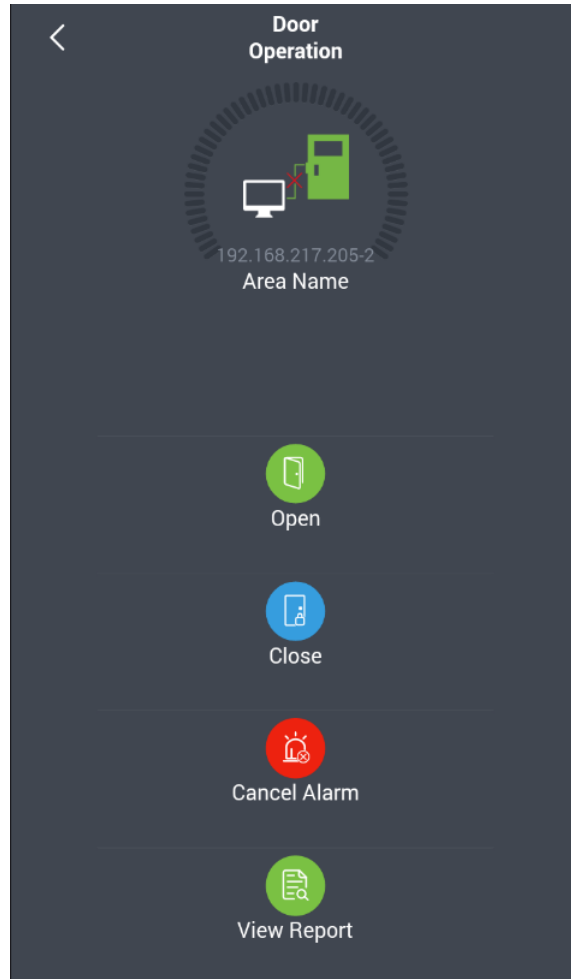 Door
Operation
192.168.217.205-2
Area Name
Open
Close
Cancel Alarm
View Report